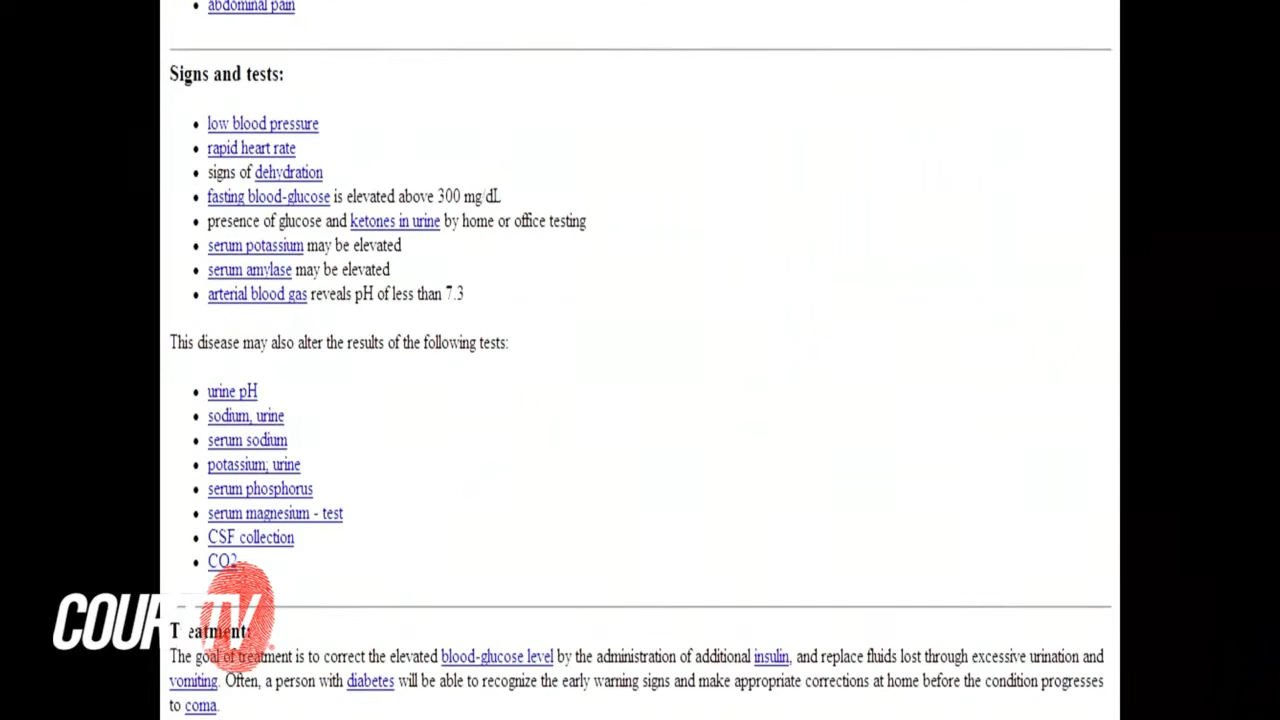 abdominal pain
Signs and tests:
low blood pressure
rapid heart rate
signs of dehydration
fasting blood-glucose is elevated above 300 mg/dL
presence of glucose and ketones in urine by home or office testing
serum potassium may be elevated
serum amylase may be elevated
arterial blood gas reveals pH of less than 7.3
This disease may also alter the results of the following tests:
urine pH
sodium, urine
serum sodium
potassium; urine
serum phosphorus
serum magnesium - test
CSF collection
CO2
COURT TV
Treatment:
The goal of treatment is to correct the elevated blood-glucose level by the administration of additional insulin, and replace fluids lost through excessive urination and
vomiting. Often, a person with diabetes will be able to recognize the early warning signs and make appropriate corrections at home before the condition progresses
to coma.